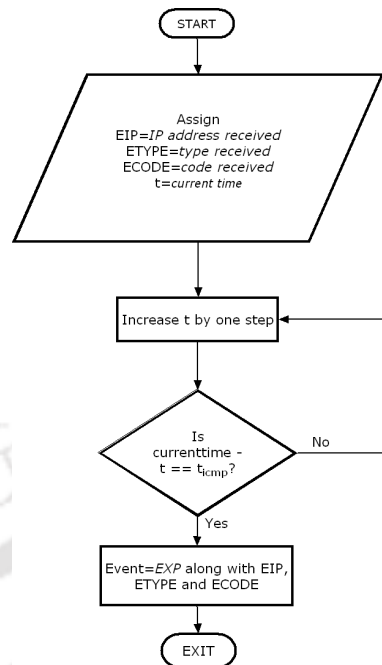 START
Assign
EIP=IP address received
ETYPE=type received
ECODE=code received
t=current time
Increase t by one step
Is
currenttime -
t == ticmp?
No
Yes
Event=EXP along with EIP,
ETYPE and ECODE
EXIT